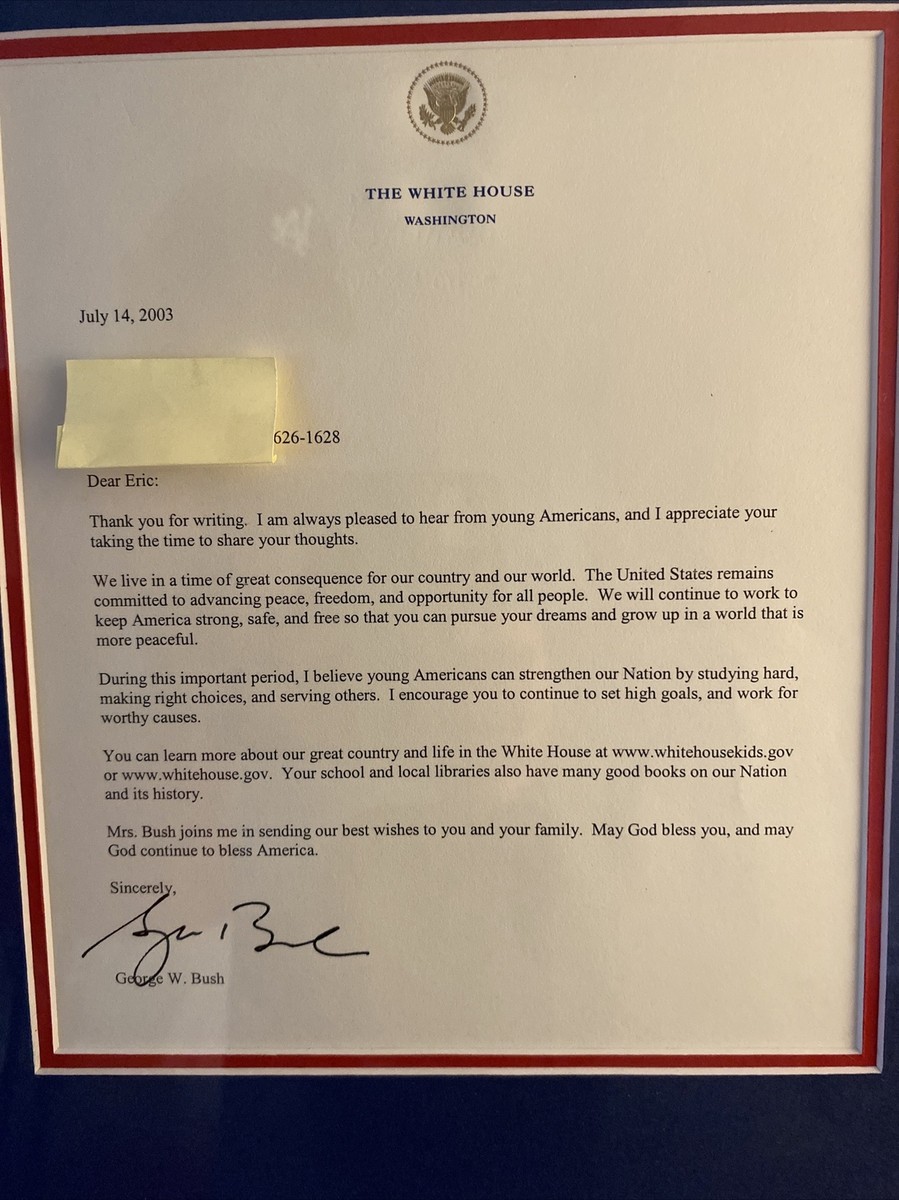 THE WHITE HOUSE
WASHINGTON
July 14, 2003
626-1628
Dear Eric:
Thank you for writing.  I am always pleased to hear from young Americans, and I appreciate your
taking the time to share your thoughts.
We live in a time of great consequence for our country and our world.  The United States remains
committed to advancing peace, freedom, and opportunity for all people.  We will continue to work to
keep America strong, safe, and free so that you can pursue your dreams and grow up in a world that is
more peaceful.
During this important period, I believe young Americans can strengthen our Nation by studying hard,
making right choices, and serving others.  I encourage you to continue to set high goals, and work for
worthy causes.
You can learn more about our great country and life in the White House at www.whitehousekids.gov
or www.whitehouse.gov.  Your school and local libraries also have many good books on our Nation
and its history.
Mrs. Bush joins me in sending our best wishes to you and your family.  May God bless you, and may
God continue to bless America.
Sincerely,
George W. Bush